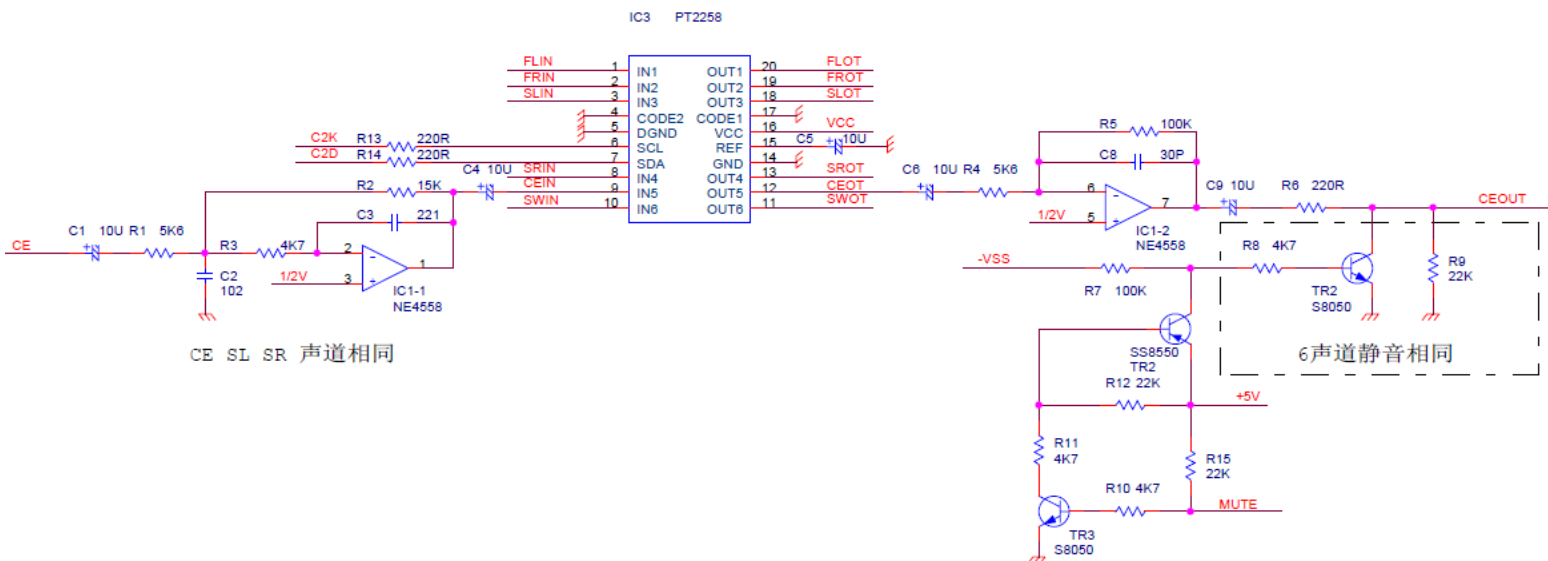 IC3 PT2258
FLIN 1 IN1 OUT1 20 FLOT
FRIN 2 IN2 OUT2 19 FROT
SLIN 3 IN3 OUT3 18 SLOT
4 CODE2 CODE1 17
5 DGND VCC 16 VCC
C2K R13 220R 6 SCL REF 15 C5 10U
C2D R14 220R 7 SDA GND 14
SRIN 8 IN4 OUT4 13 SROT
C4 10U CEIN 9 IN5 OUT5 12 CEOT
SWIN 10 IN6 OUT6 11 SWOT
R5 100K
C8 30P
C6 10U R4 5K6
6 -
1/2V 5 +
7
IC1-2
NE4558
C9 10U R6 220R
CEOUT
R2 15K
C3 221
CE C1 10U R1 5K6
R3 4K7
2 -
1/2V 3 +
1
IC1-1
NE4558
C2
102
CE SL SR 声道相同
-VSS
R7 100K
R8 4K7
TR2
S8050
R9
22K
6声道静音相同
SS8550
TR2
R12 22K
+5V
R11
4K7
R15
22K
R10 4K7
MUTE
TR3
S8050